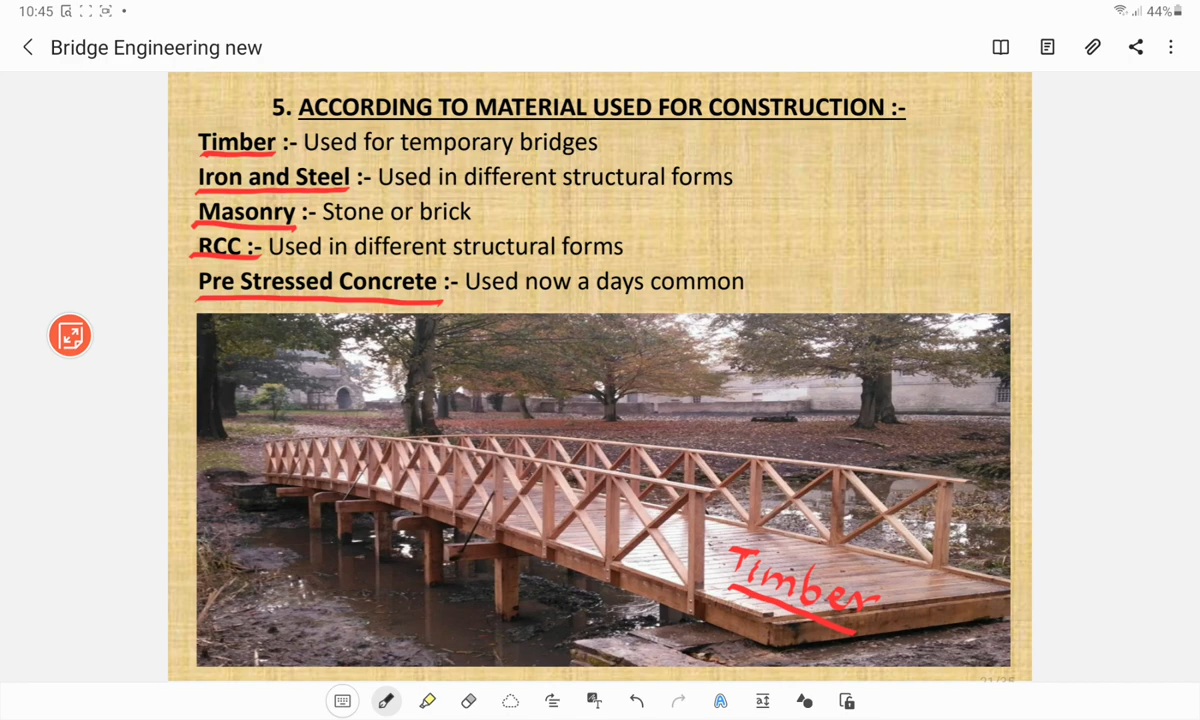 10:45 44%
Bridge Engineering new
5. ACCORDING TO MATERIAL USED FOR CONSTRUCTION :-
Timber :- Used for temporary bridges
Iron and Steel :- Used in different structural forms
Masonry :- Stone or brick
RCC :- Used in different structural forms
Pre Stressed Concrete :- Used now a days common
Timber